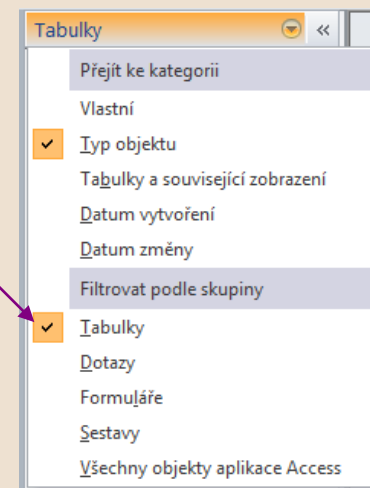 Tabulky
Přejít ke kategorii
Vlastní
Typ objektu
Tabulky a související zobrazení
Datum vytvoření
Datum změny
Filtrovat podle skupiny
Tabulky
Dotazy
Formuláře
Sestavy
Všechny objekty aplikace Access